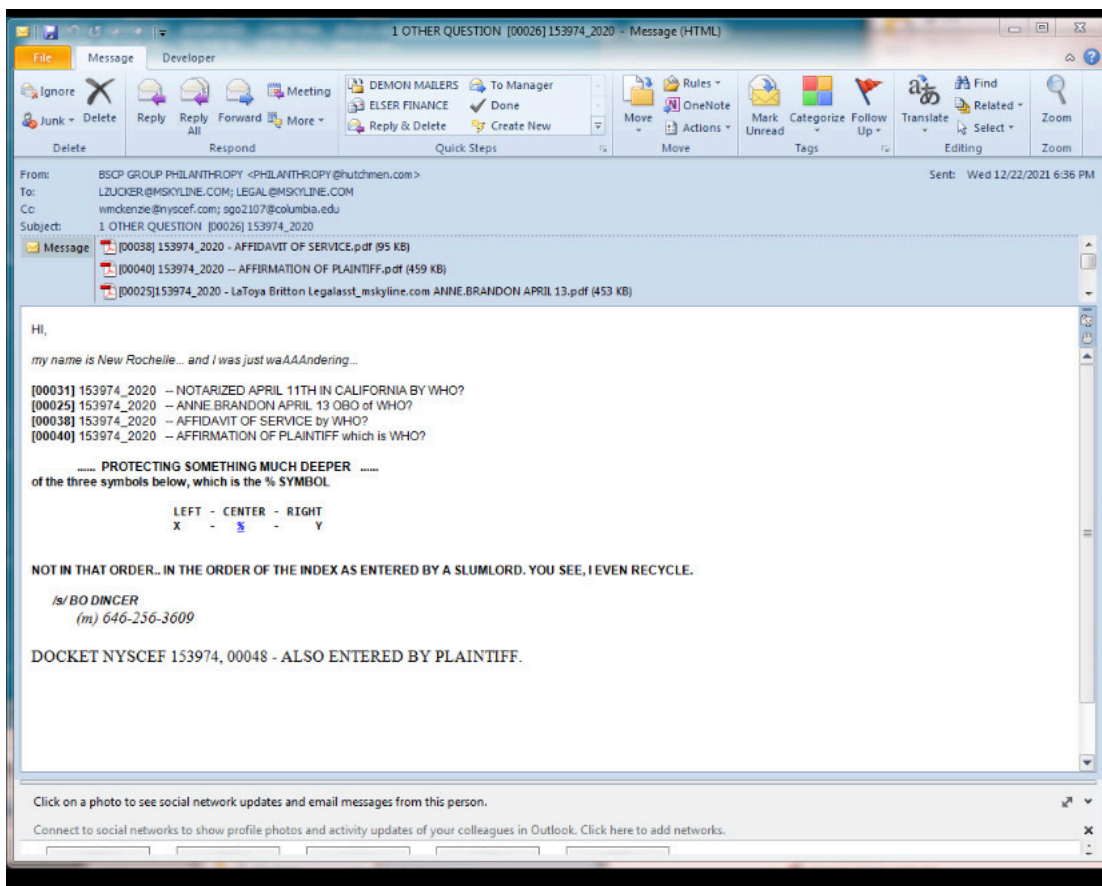 1 OTHER QUESTION [00026] 153974_2020 - Message (HTML)
File Message Developer
Ignore
Junk
Delete
Delete
Reply
Reply All
Forward
Meeting
More
Respond
DEMON MAILERS
ELSER FINANCE
Reply & Delete
To Manager
Done
Create New
Quick Steps
Move
Rules
OneNote
Actions
Move
Mark Unread
Categorize
Follow Up
Tags
Translate
Find
Related
Select
Editing
Zoom
Zoom
From: BSCP GROUP PHILANTHROPY <PHILANTHROPY@hutchmen.com>
Sent: Wed 12/22/2021 6:36 PM
To: LZUCKER@MSKYLINE.COM; LEGAL@MSKYLINE.COM
Cc: wmckenzie@nyscef.com; sgo2107@columbia.edu
Subject: 1 OTHER QUESTION [00026] 153974_2020
Message
[00038] 153974_2020 - AFFIDAVIT OF SERVICE.pdf (95 KB)
[00040] 153974_2020 -- AFFIRMATION OF PLAINTIFF.pdf (459 KB)
[00025]153974_2020 - LaToya Britton Legalasst_mskyline.com ANNE.BRANDON APRIL 13.pdf (453 KB)
HI,
my name is New Rochelle... and I was just waAAAndering...
[00031] 153974_2020 -- NOTARIZED APRIL 11TH IN CALIFORNIA BY WHO?
[00025] 153974_2020 -- ANNE.BRANDON APRIL 13 OBO of WHO?
[00038] 153974_2020 -- AFFIDAVIT OF SERVICE by WHO?
[00040] 153974_2020 -- AFFIRMATION OF PLAINTIFF which is WHO?
...... PROTECTING SOMETHING MUCH DEEPER ......
of the three symbols below, which is the % SYMBOL
LEFT - CENTER - RIGHT
X - % - Y
NOT IN THAT ORDER.. IN THE ORDER OF THE INDEX AS ENTERED BY A SLUMLORD. YOU SEE, I EVEN RECYCLE.
/s/ BO DINCER
(m) 646-256-3609
DOCKET NYSCEF 153974, 00048 - ALSO ENTERED BY PLAINTIFF.
Click on a photo to see social network updates and email messages from this person.
Connect to social networks to show profile photos and activity updates of your colleagues in Outlook. Click here to add networks.